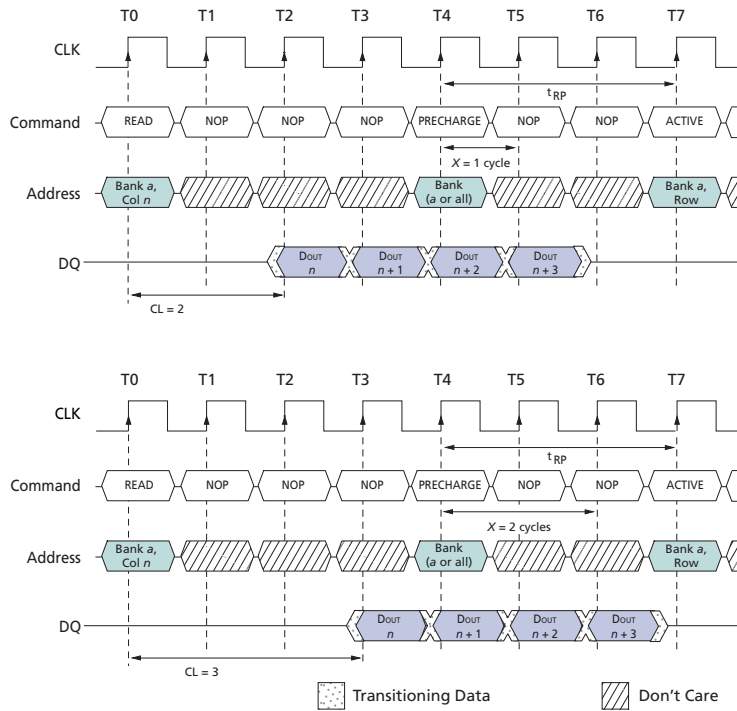 T0 T1 T2 T3 T4 T5 T6 T7
CLK
tRP
Command READ NOP NOP NOP PRECHARGE NOP NOP ACTIVE
X = 1 cycle
Address Bank a, Col n Bank (a or all) Bank a, Row
DQ DOUT n DOUT n + 1 DOUT n + 2 DOUT n + 3
CL = 2
T0 T1 T2 T3 T4 T5 T6 T7
CLK
tRP
Command READ NOP NOP NOP PRECHARGE NOP NOP ACTIVE
X = 2 cycles
Address Bank a, Col n Bank (a or all) Bank a, Row
DQ DOUT n DOUT n + 1 DOUT n + 2 DOUT n + 3
CL = 3
Transitioning Data Don't Care